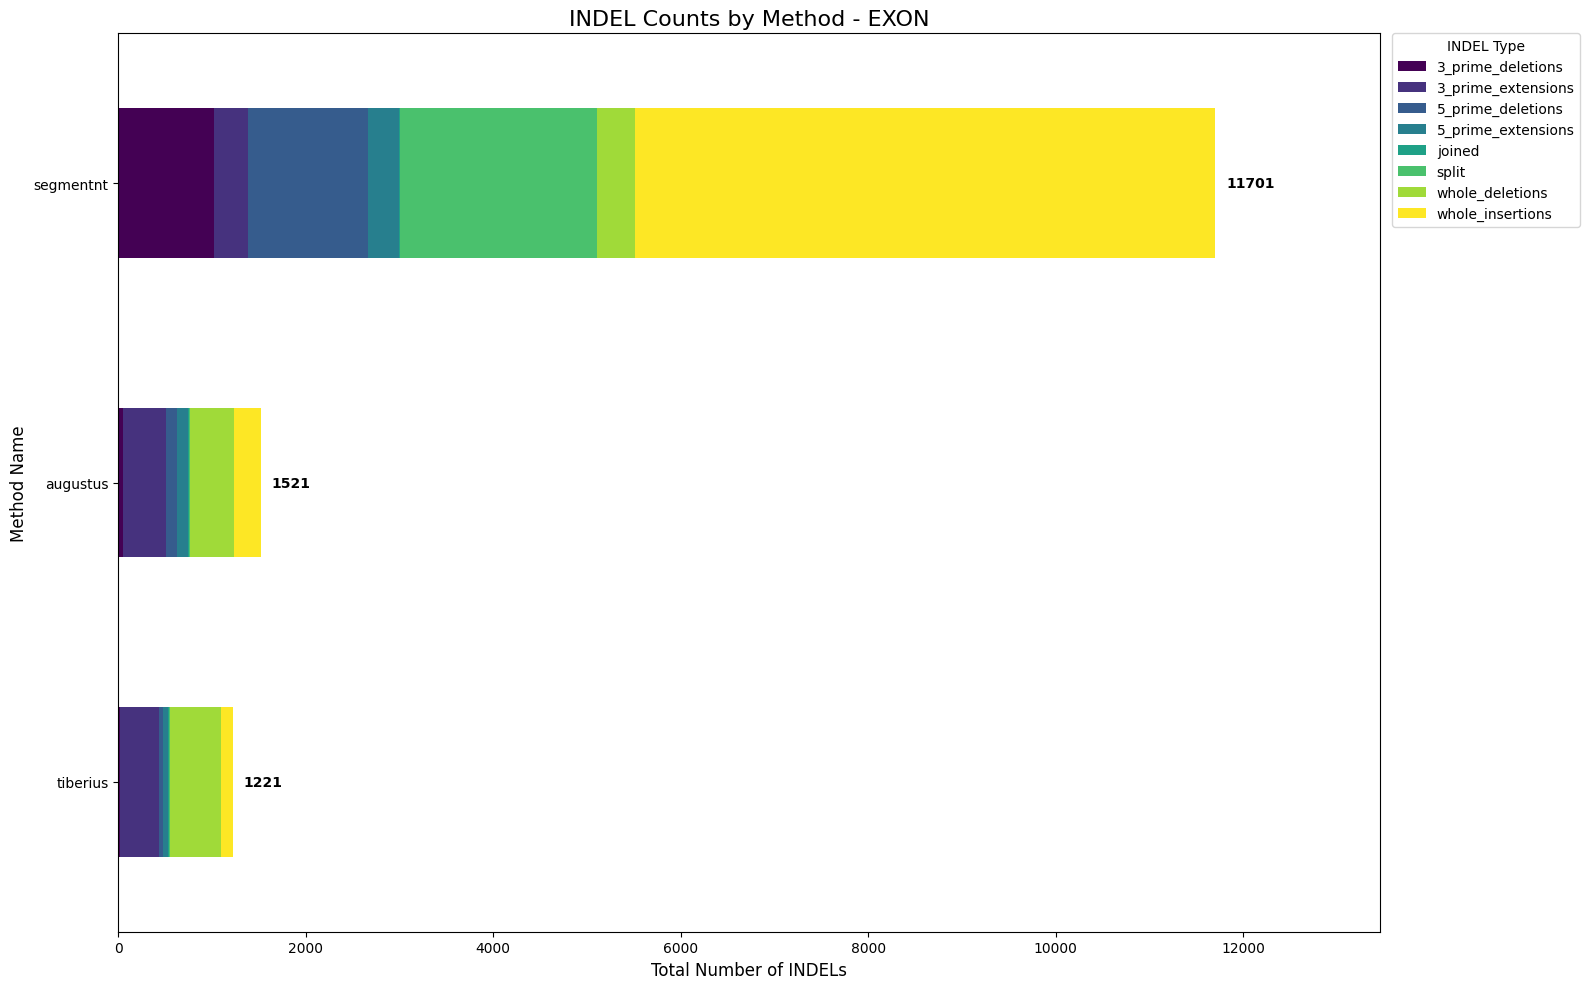 INDEL Counts by Method - EXON
INDEL Type
3_prime_deletions
3_prime_extensions
5_prime_deletions
5_prime_extensions
joined
split
whole_deletions
whole_insertions
Method Name
segmentnt
11701
augustus
1521
tiberius
1221
0 2000 4000 6000 8000 10000 12000
Total Number of INDELs